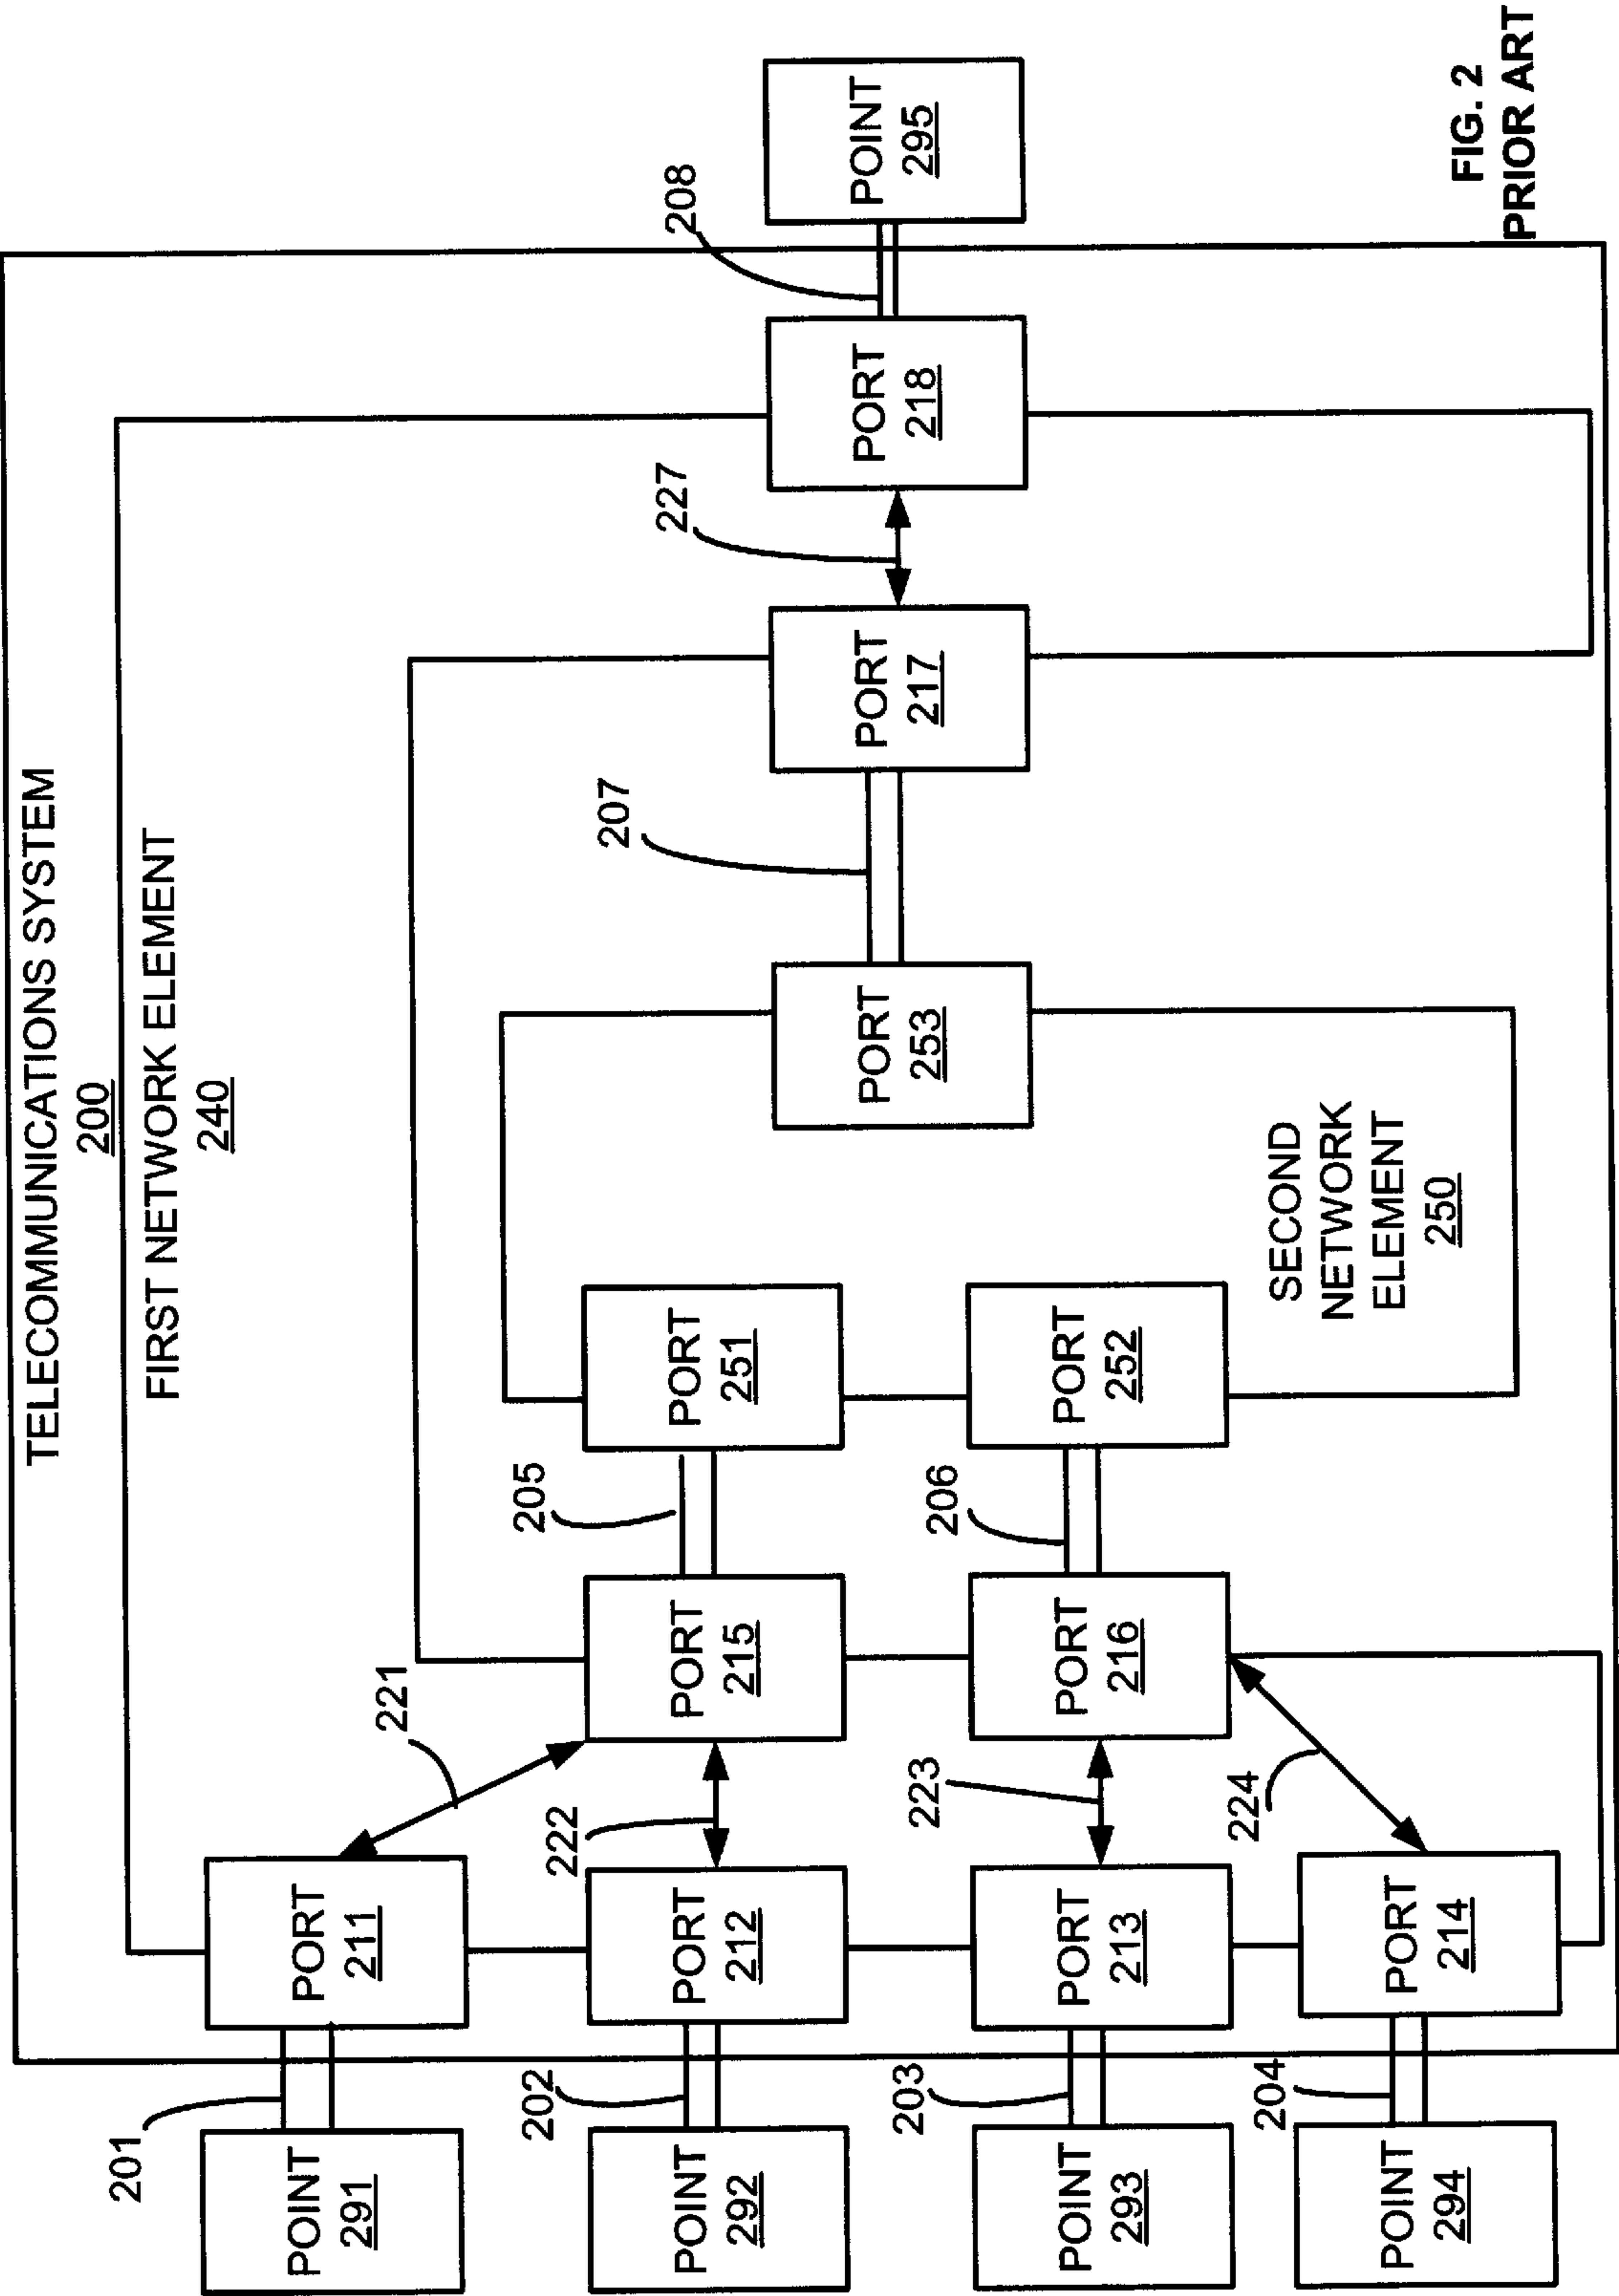 TELECOMMUNICATIONS SYSTEM
200
FIRST NETWORK ELEMENT
240
POINT
291
201
PORT
211
221
POINT
292
202
PORT
212
222
PORT
215
205
PORT
251
POINT
293
203
PORT
213
223
PORT
216
206
PORT
252
POINT
294
204
PORT
214
224
SECOND
NETWORK
ELEMENT
250
PORT
253
207
PORT
217
227
PORT
218
208
POINT
295
FIG. 2
PRIOR ART